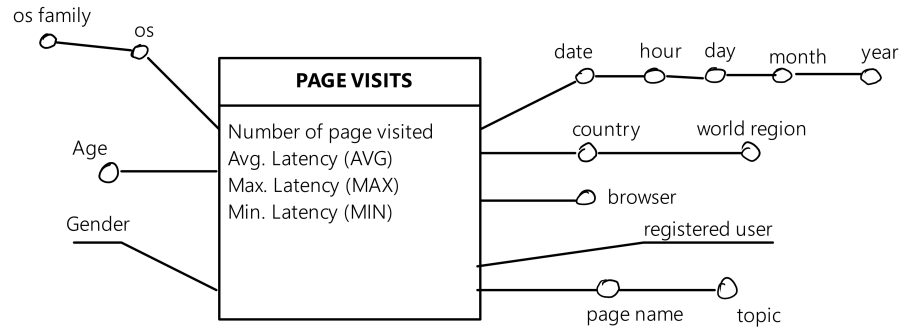 os family
os
Age
Gender
PAGE VISITS
Number of page visited
Avg. Latency (AVG)
Max. Latency (MAX)
Min. Latency (MIN)
date
hour
day
month
year
country
world region
browser
registered user
page name
topic